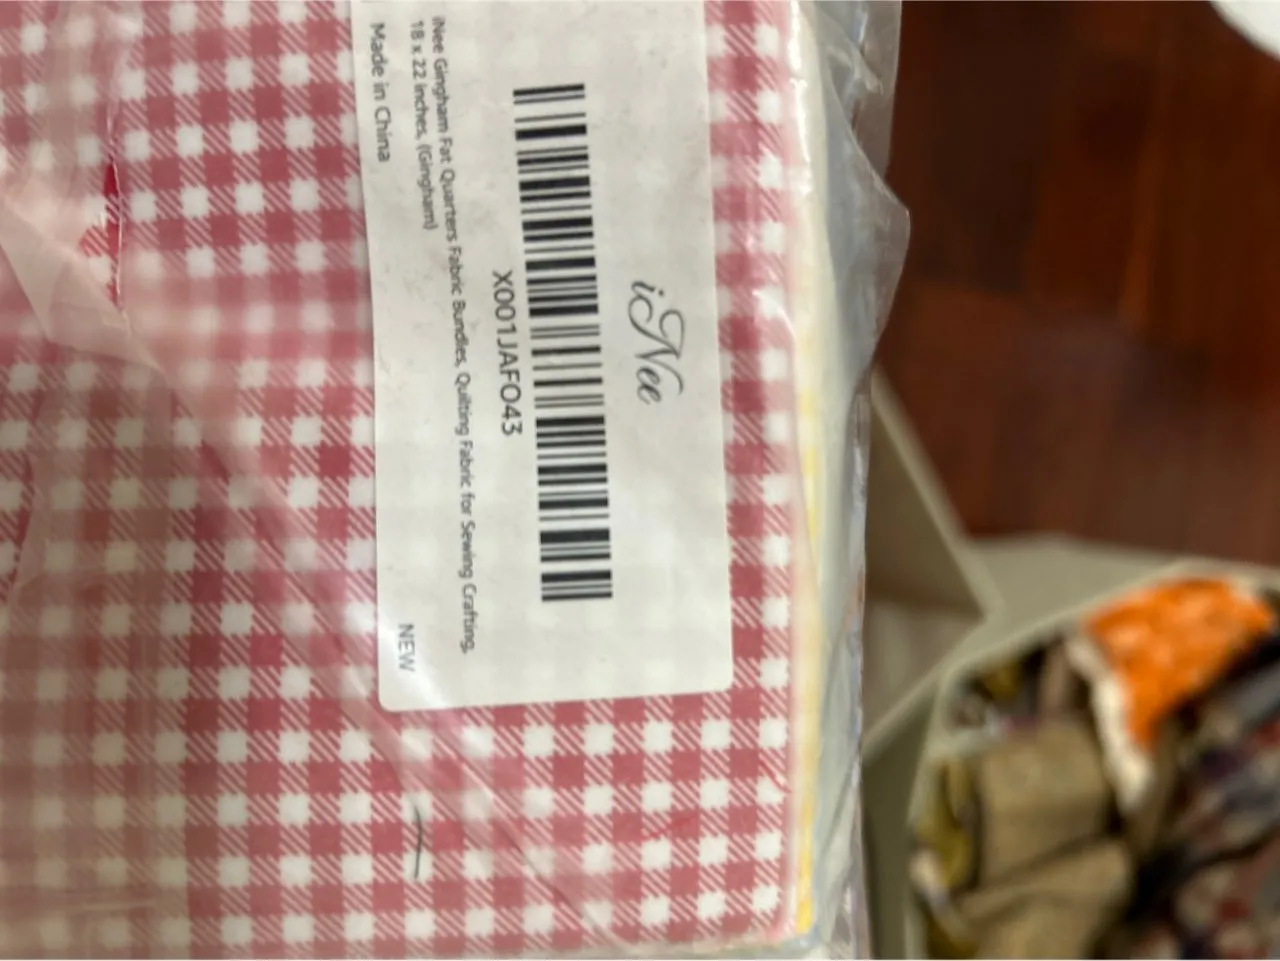 iNee
X001JAFO43
iNee Gingham Fat Quarters Fabric Bundles, Quilting Fabric for Sewing Crafting,
18 x 22 inches, (Gingham)
NEW
Made in China